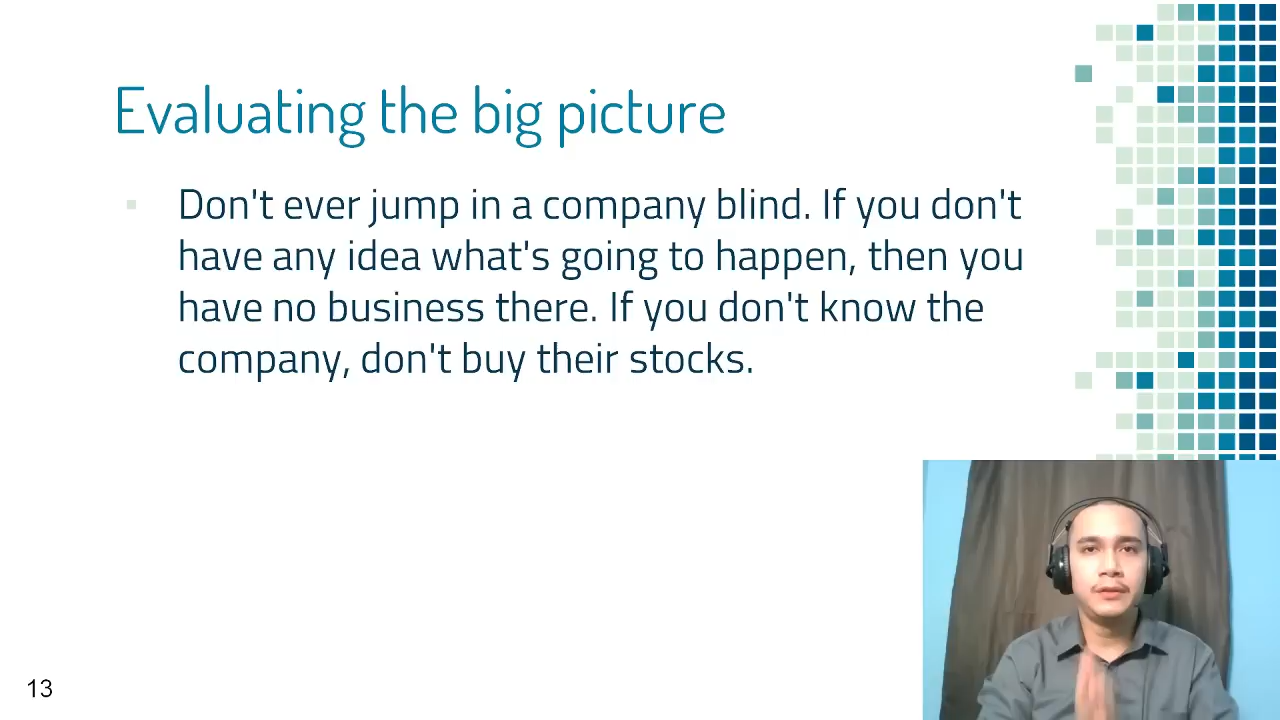 Evaluating the big picture
Don't ever jump in a company blind. If you don't
have any idea what's going to happen, then you
have no business there. If you don't know the
company, don't buy their stocks.
13